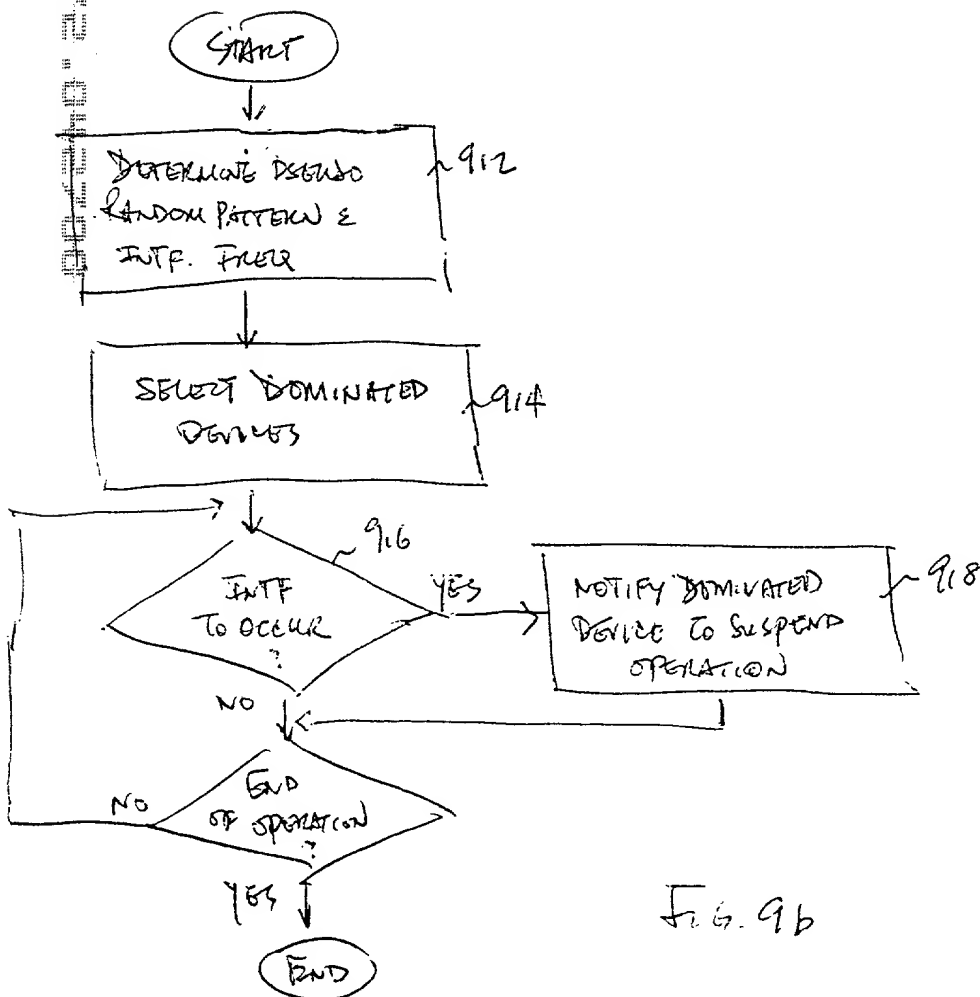 START
DETERMINE PSEUDO
RANDOM PATTERN &
INTF. FREQ
912
SELECT DOMINATED
DEVICES
914
INTF
TO OCCUR
?
916
YES
NOTIFY DOMINATED
DEVICE TO SUSPEND
OPERATION
918
NO
END
OF OPERATION
?
NO
YES
END
FIG. 9b